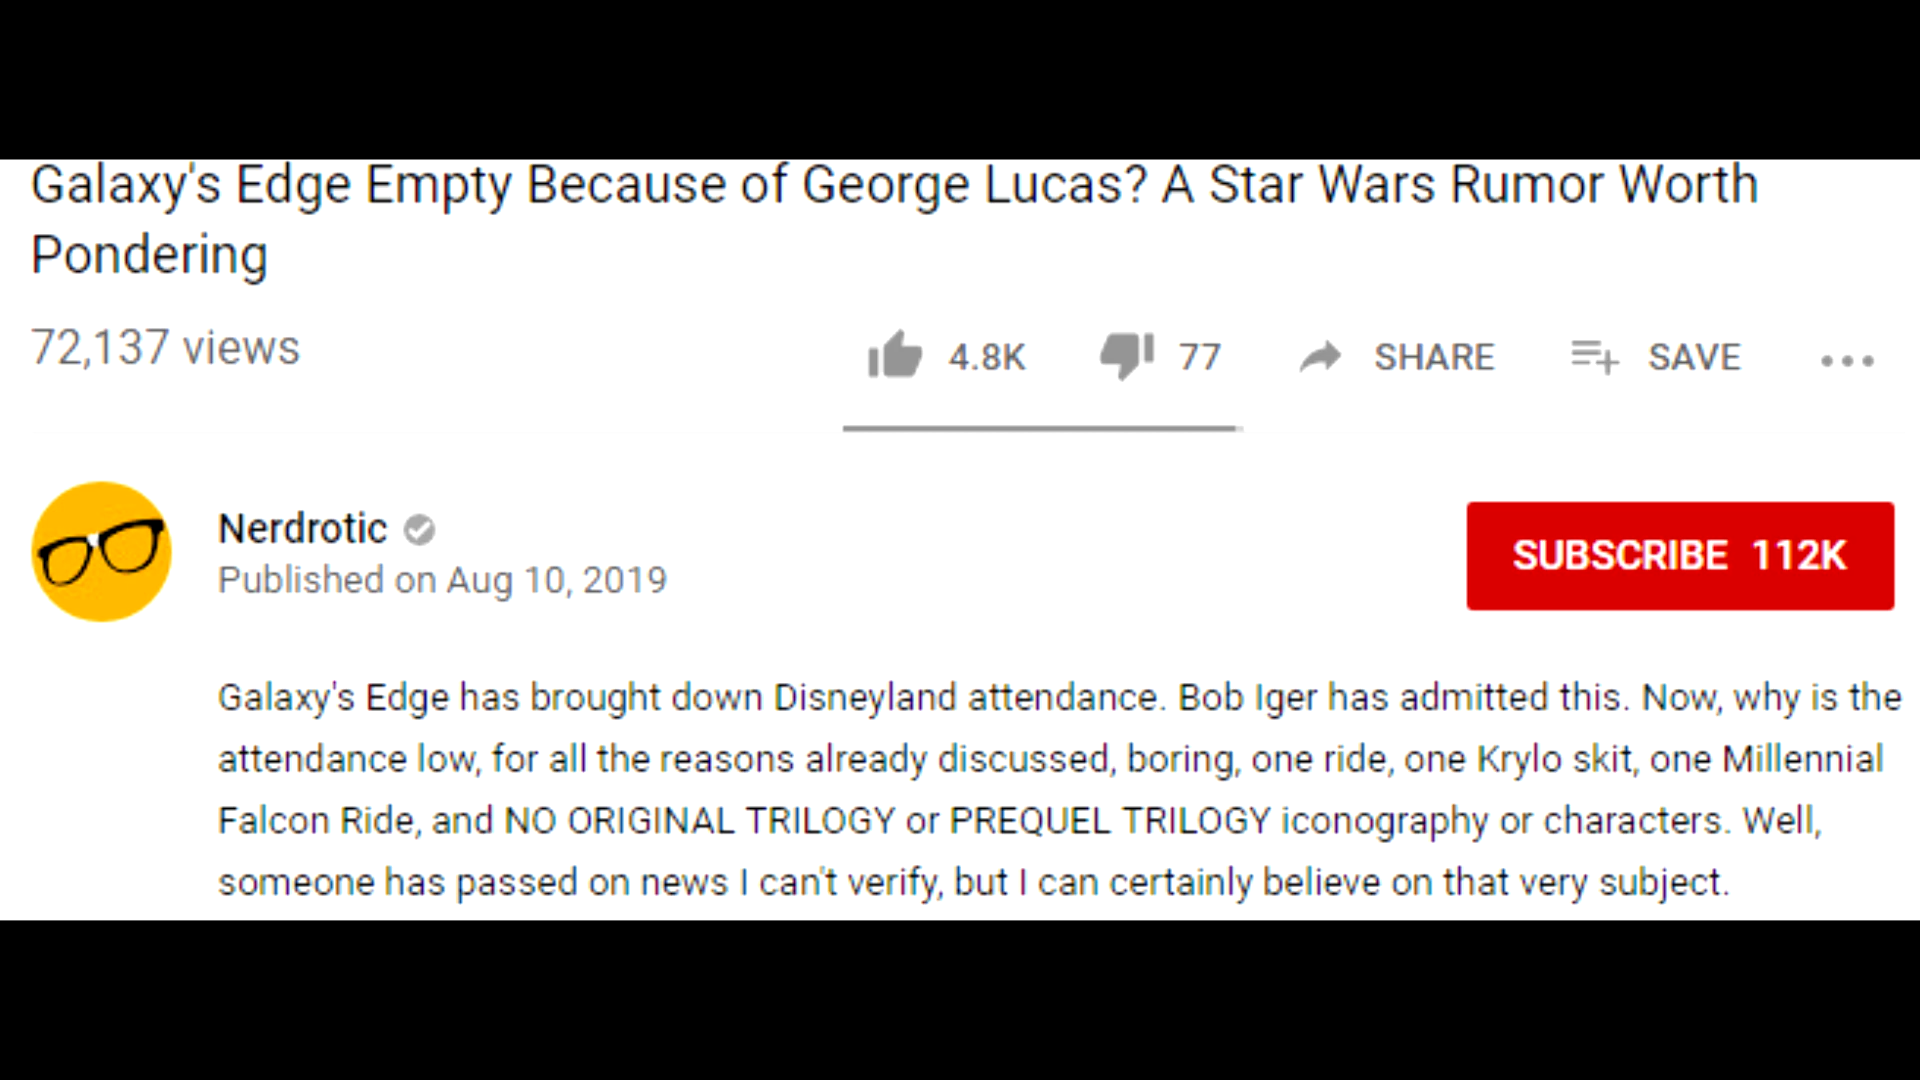 Galaxy's Edge Empty Because of George Lucas? A Star Wars Rumor Worth
Pondering
72,137 views
4.8K 77 SHARE SAVE
Nerdrotic
Published on Aug 10, 2019
SUBSCRIBE 112K
Galaxy's Edge has brought down Disneyland attendance. Bob Iger has admitted this. Now, why is the
attendance low, for all the reasons already discussed, boring, one ride, one Krylo skit, one Millennial
Falcon Ride, and NO ORIGINAL TRILOGY or PREQUEL TRILOGY iconography or characters. Well,
someone has passed on news I can't verify, but I can certainly believe on that very subject.